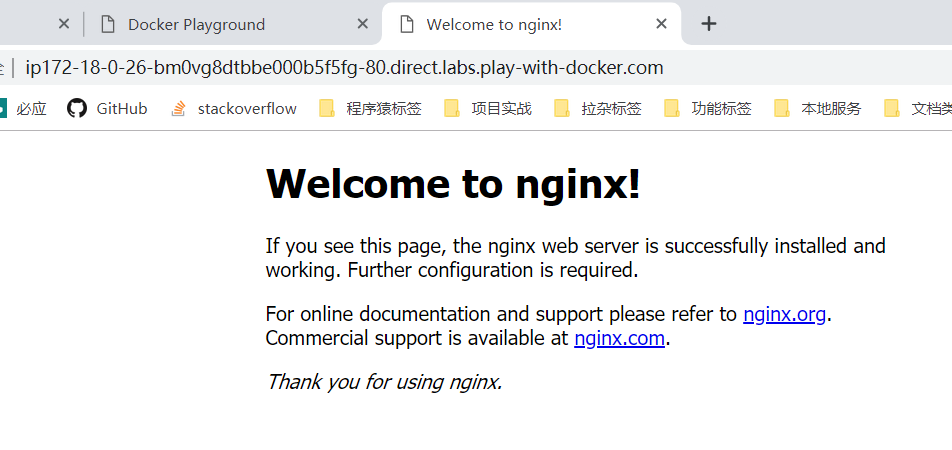 Docker Playground
Welcome to nginx!
ip172-18-0-26-bm0vg8dtbbe000b5f5fg-80.direct.labs.play-with-docker.com
必应 GitHub stackoverflow 程序猿标签 项目实战 拉杂标签 功能标签 本地服务 文档类
Welcome to nginx!
If you see this page, the nginx web server is successfully installed and
working. Further configuration is required.
For online documentation and support please refer to nginx.org.
Commercial support is available at nginx.com.
Thank you for using nginx.